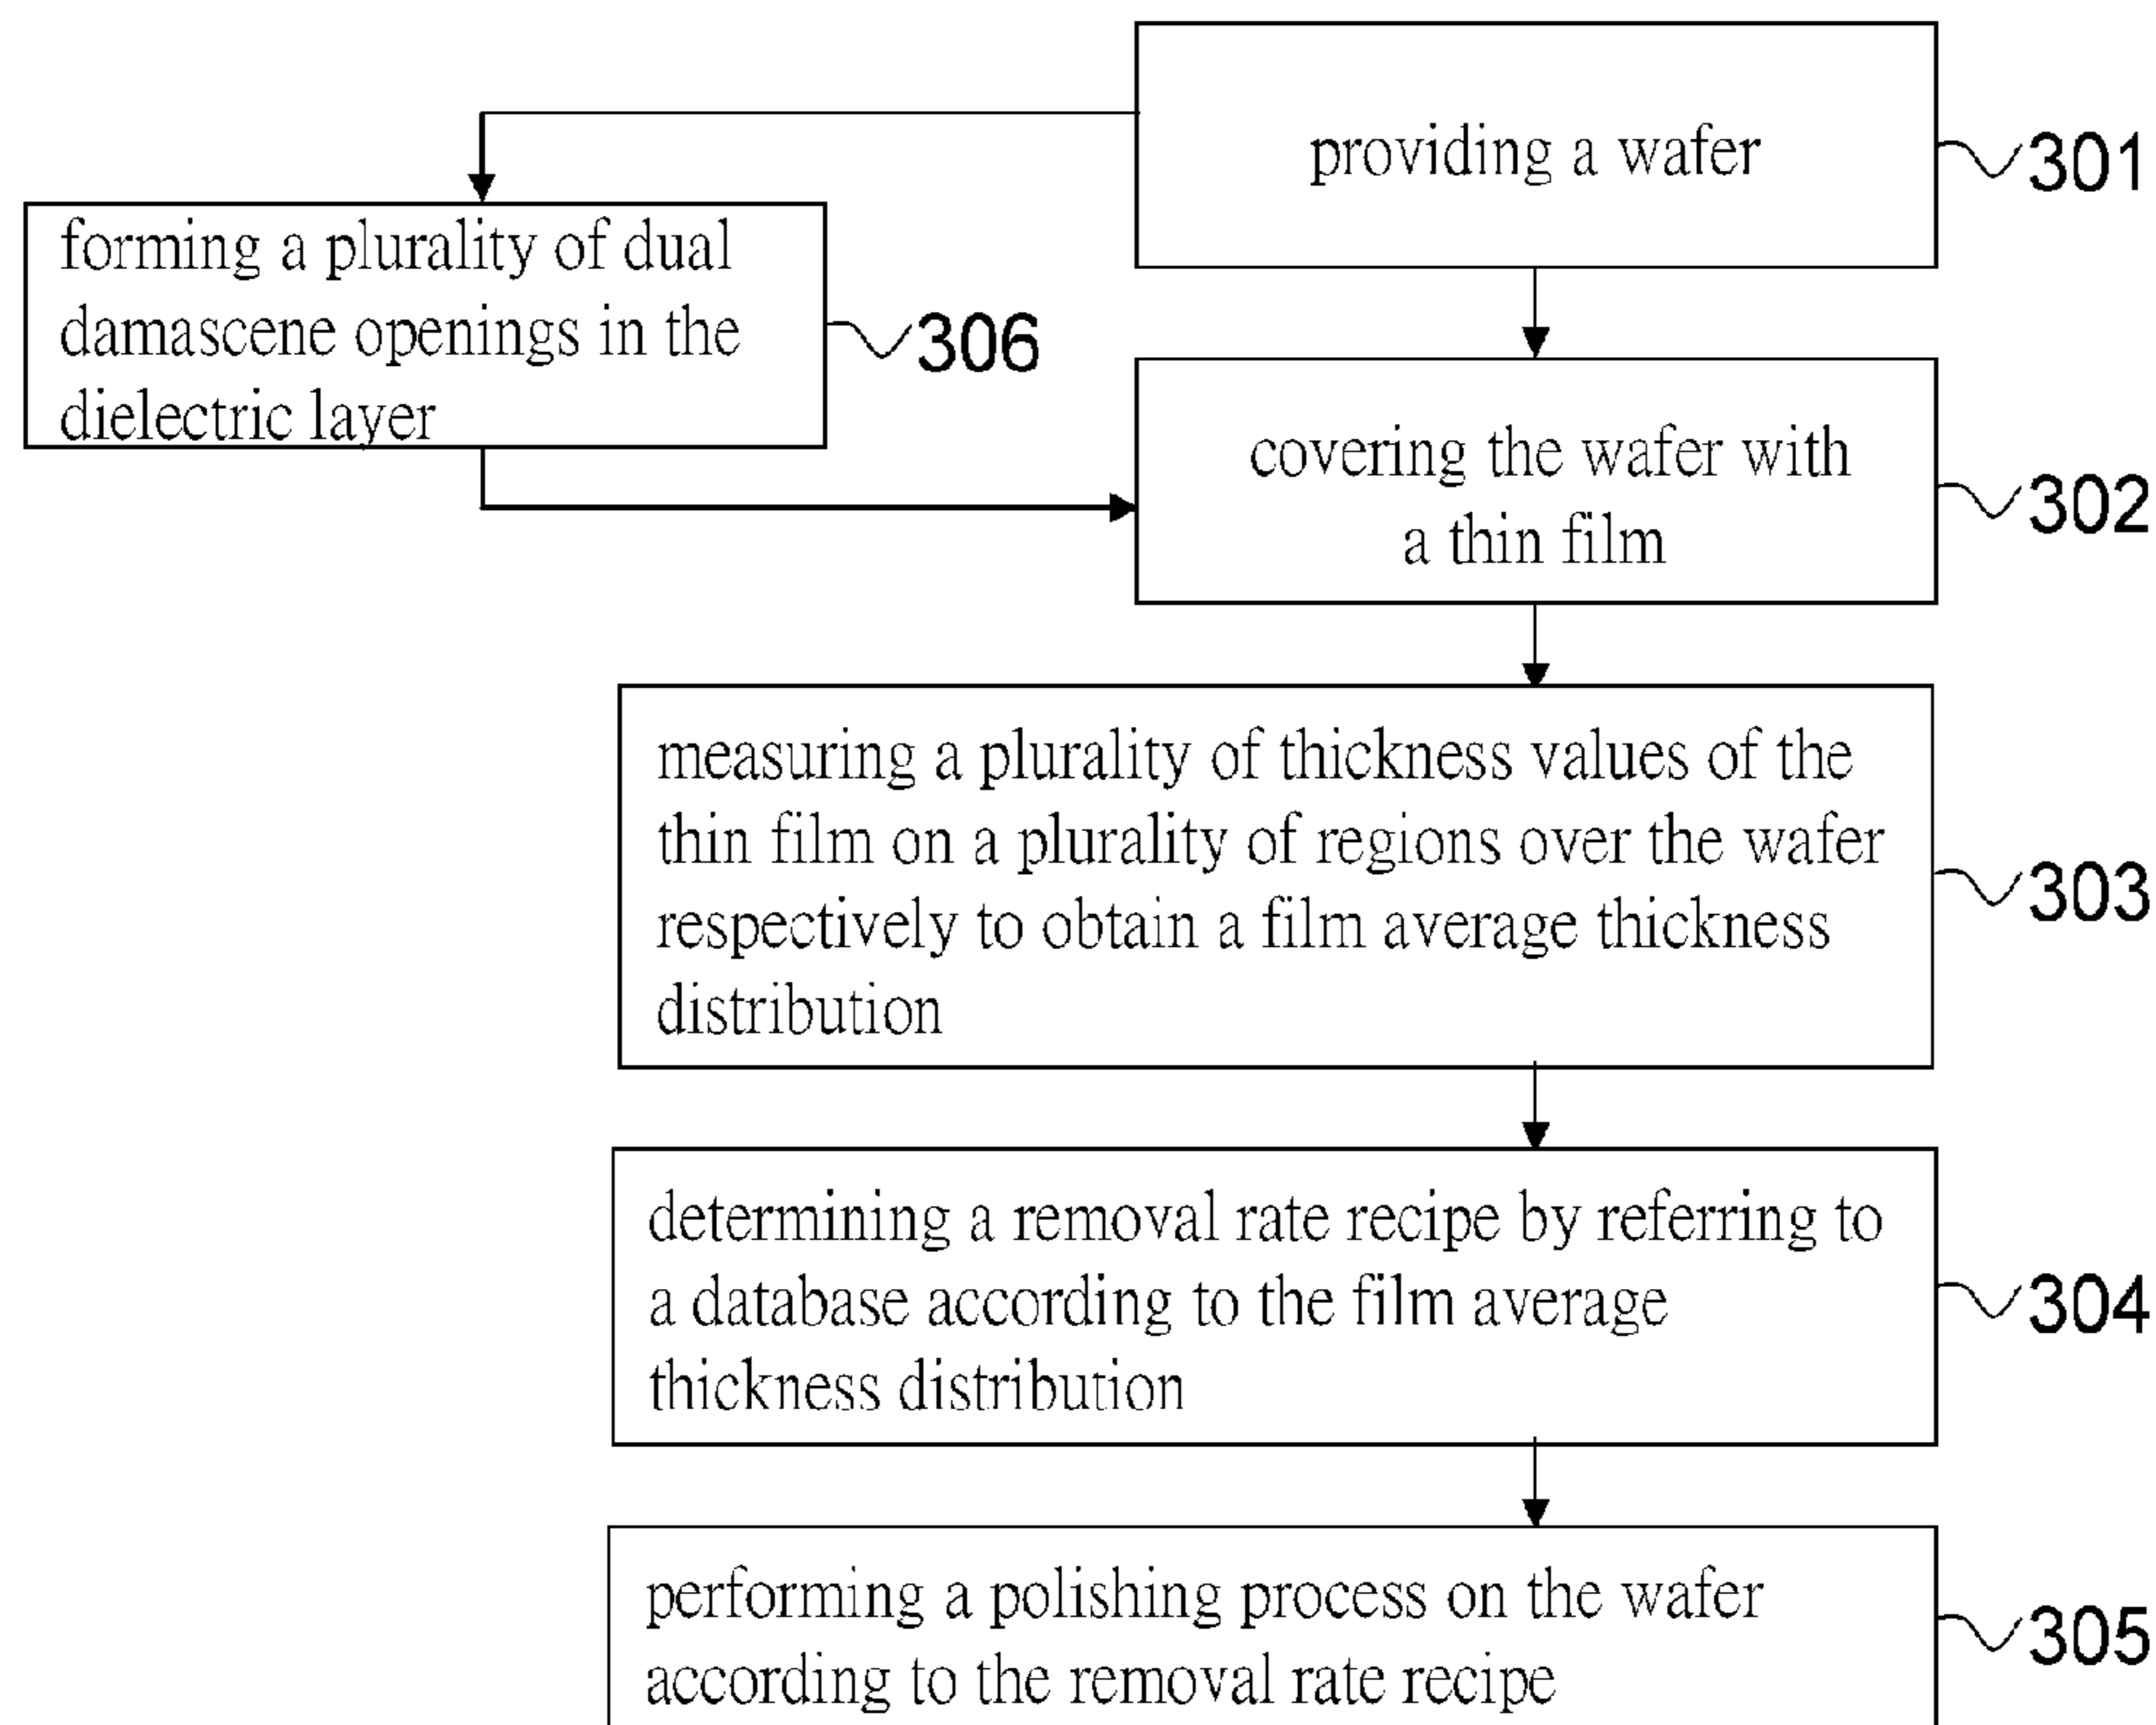 providing a wafer
301
forming a plurality of dual
damascene openings in the
dielectric layer
306
covering the wafer with
a thin film
302
measuring a plurality of thickness values of the
thin film on a plurality of regions over the wafer
respectively to obtain a film average thickness
distribution
303
determining a removal rate recipe by referring to
a database according to the film average
thickness distribution
304
performing a polishing process on the wafer
according to the removal rate recipe
305